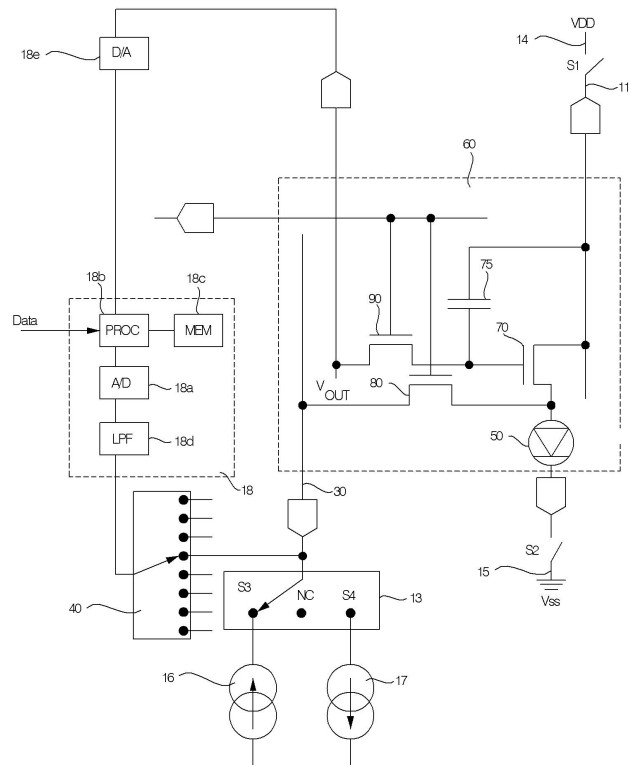 VDD
14
S1
11
D/A
18e
60
75
90
70
18b
18c
Data
PROC
MEM
A/D
18a
LPF
18d
18
V
OUT
80
50
30
S2
15
Vss
S3
NC
S4
13
40
16
17